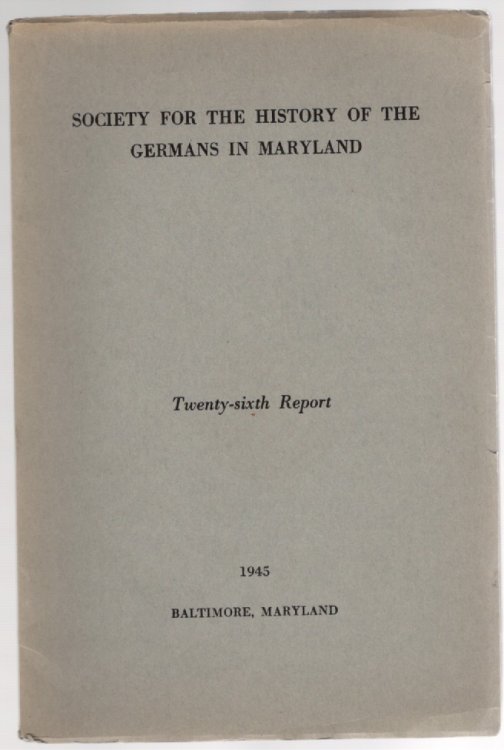 SOCIETY FOR THE HISTORY OF THE
GERMANS IN MARYLAND
Twenty-sixth Report
1945
BALTIMORE, MARYLAND